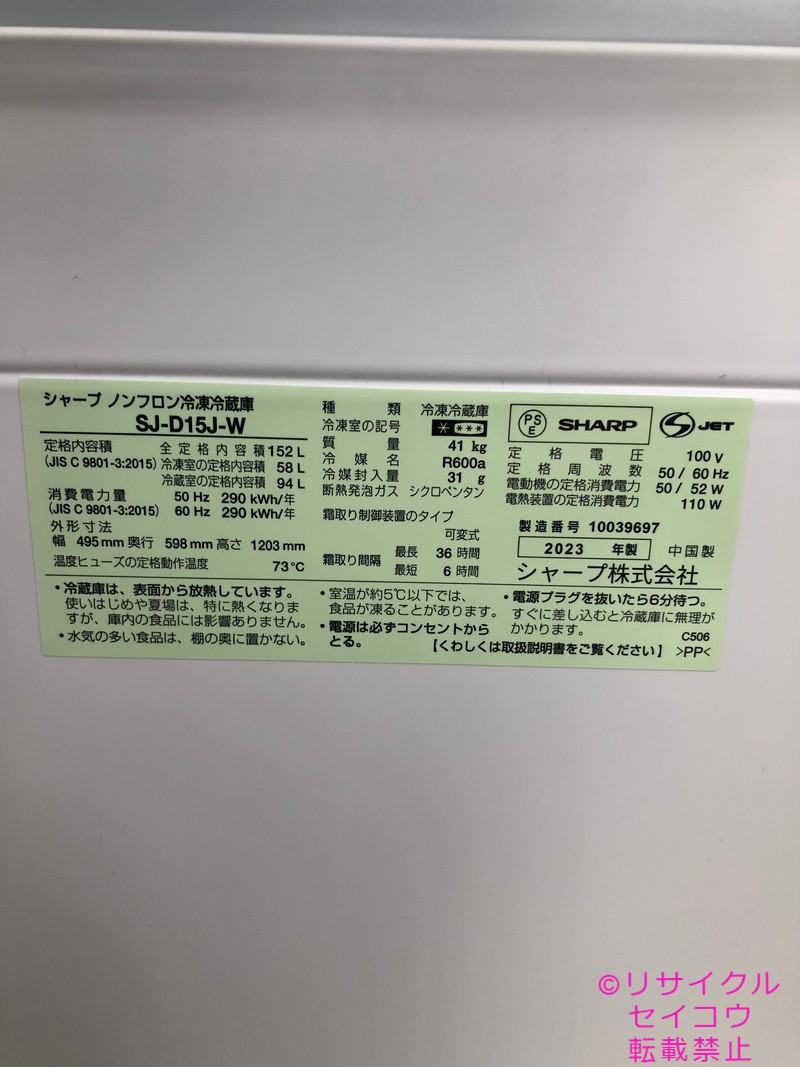 シャープ ノンフロン冷凍冷蔵庫
SJ-D15J-W
定格内容積
(JIS C 9801-3:2015)
全定格内容積 152 L
冷凍室の定格内容積 58 L
冷蔵室の定格内容積 94 L
消費電力量 50 Hz 290 kWh/年
(JIS C 9801-3:2015) 60 Hz 290 kWh/年
外形寸法
幅 495 mm 奥行 598 mm 高さ 1203 mm
温度ヒューズの定格動作温度 73℃
種類 冷凍冷蔵庫
冷凍室の記号 * ***
質量 41 kg
冷媒名 R600a
冷媒封入量 31 g
断熱発泡ガス シクロペンタン
霜取り制御装置のタイプ
可変式
霜取り間隔 最長 36 時間
最短 6 時間
PSE SHARP S JET
定格電圧 100 V
定格周波数 50 / 60 Hz
電動機の定格消費電力 50 / 52 W
電熱装置の定格消費電力 110 W
製造番号 10039697
2023 年製 中国製
シャープ株式会社
・冷蔵庫は、表面から放熱しています。
使いはじめや夏場は、特に熱くなりま
すが、庫内の食品には影響ありません。
・水気の多い食品は、棚の奥に置かない。
・室温が約5℃以下では、
食品が凍ることがあります。
・電源は必ずコンセントから
とる。
・電源プラグを抜いたら6分待つ。
すぐに差し込むと冷蔵庫に無理が
かかります。
C506
【くわしくは取扱説明書をご覧ください】 >PP<
©リサイクル
セイコウ
転載禁止